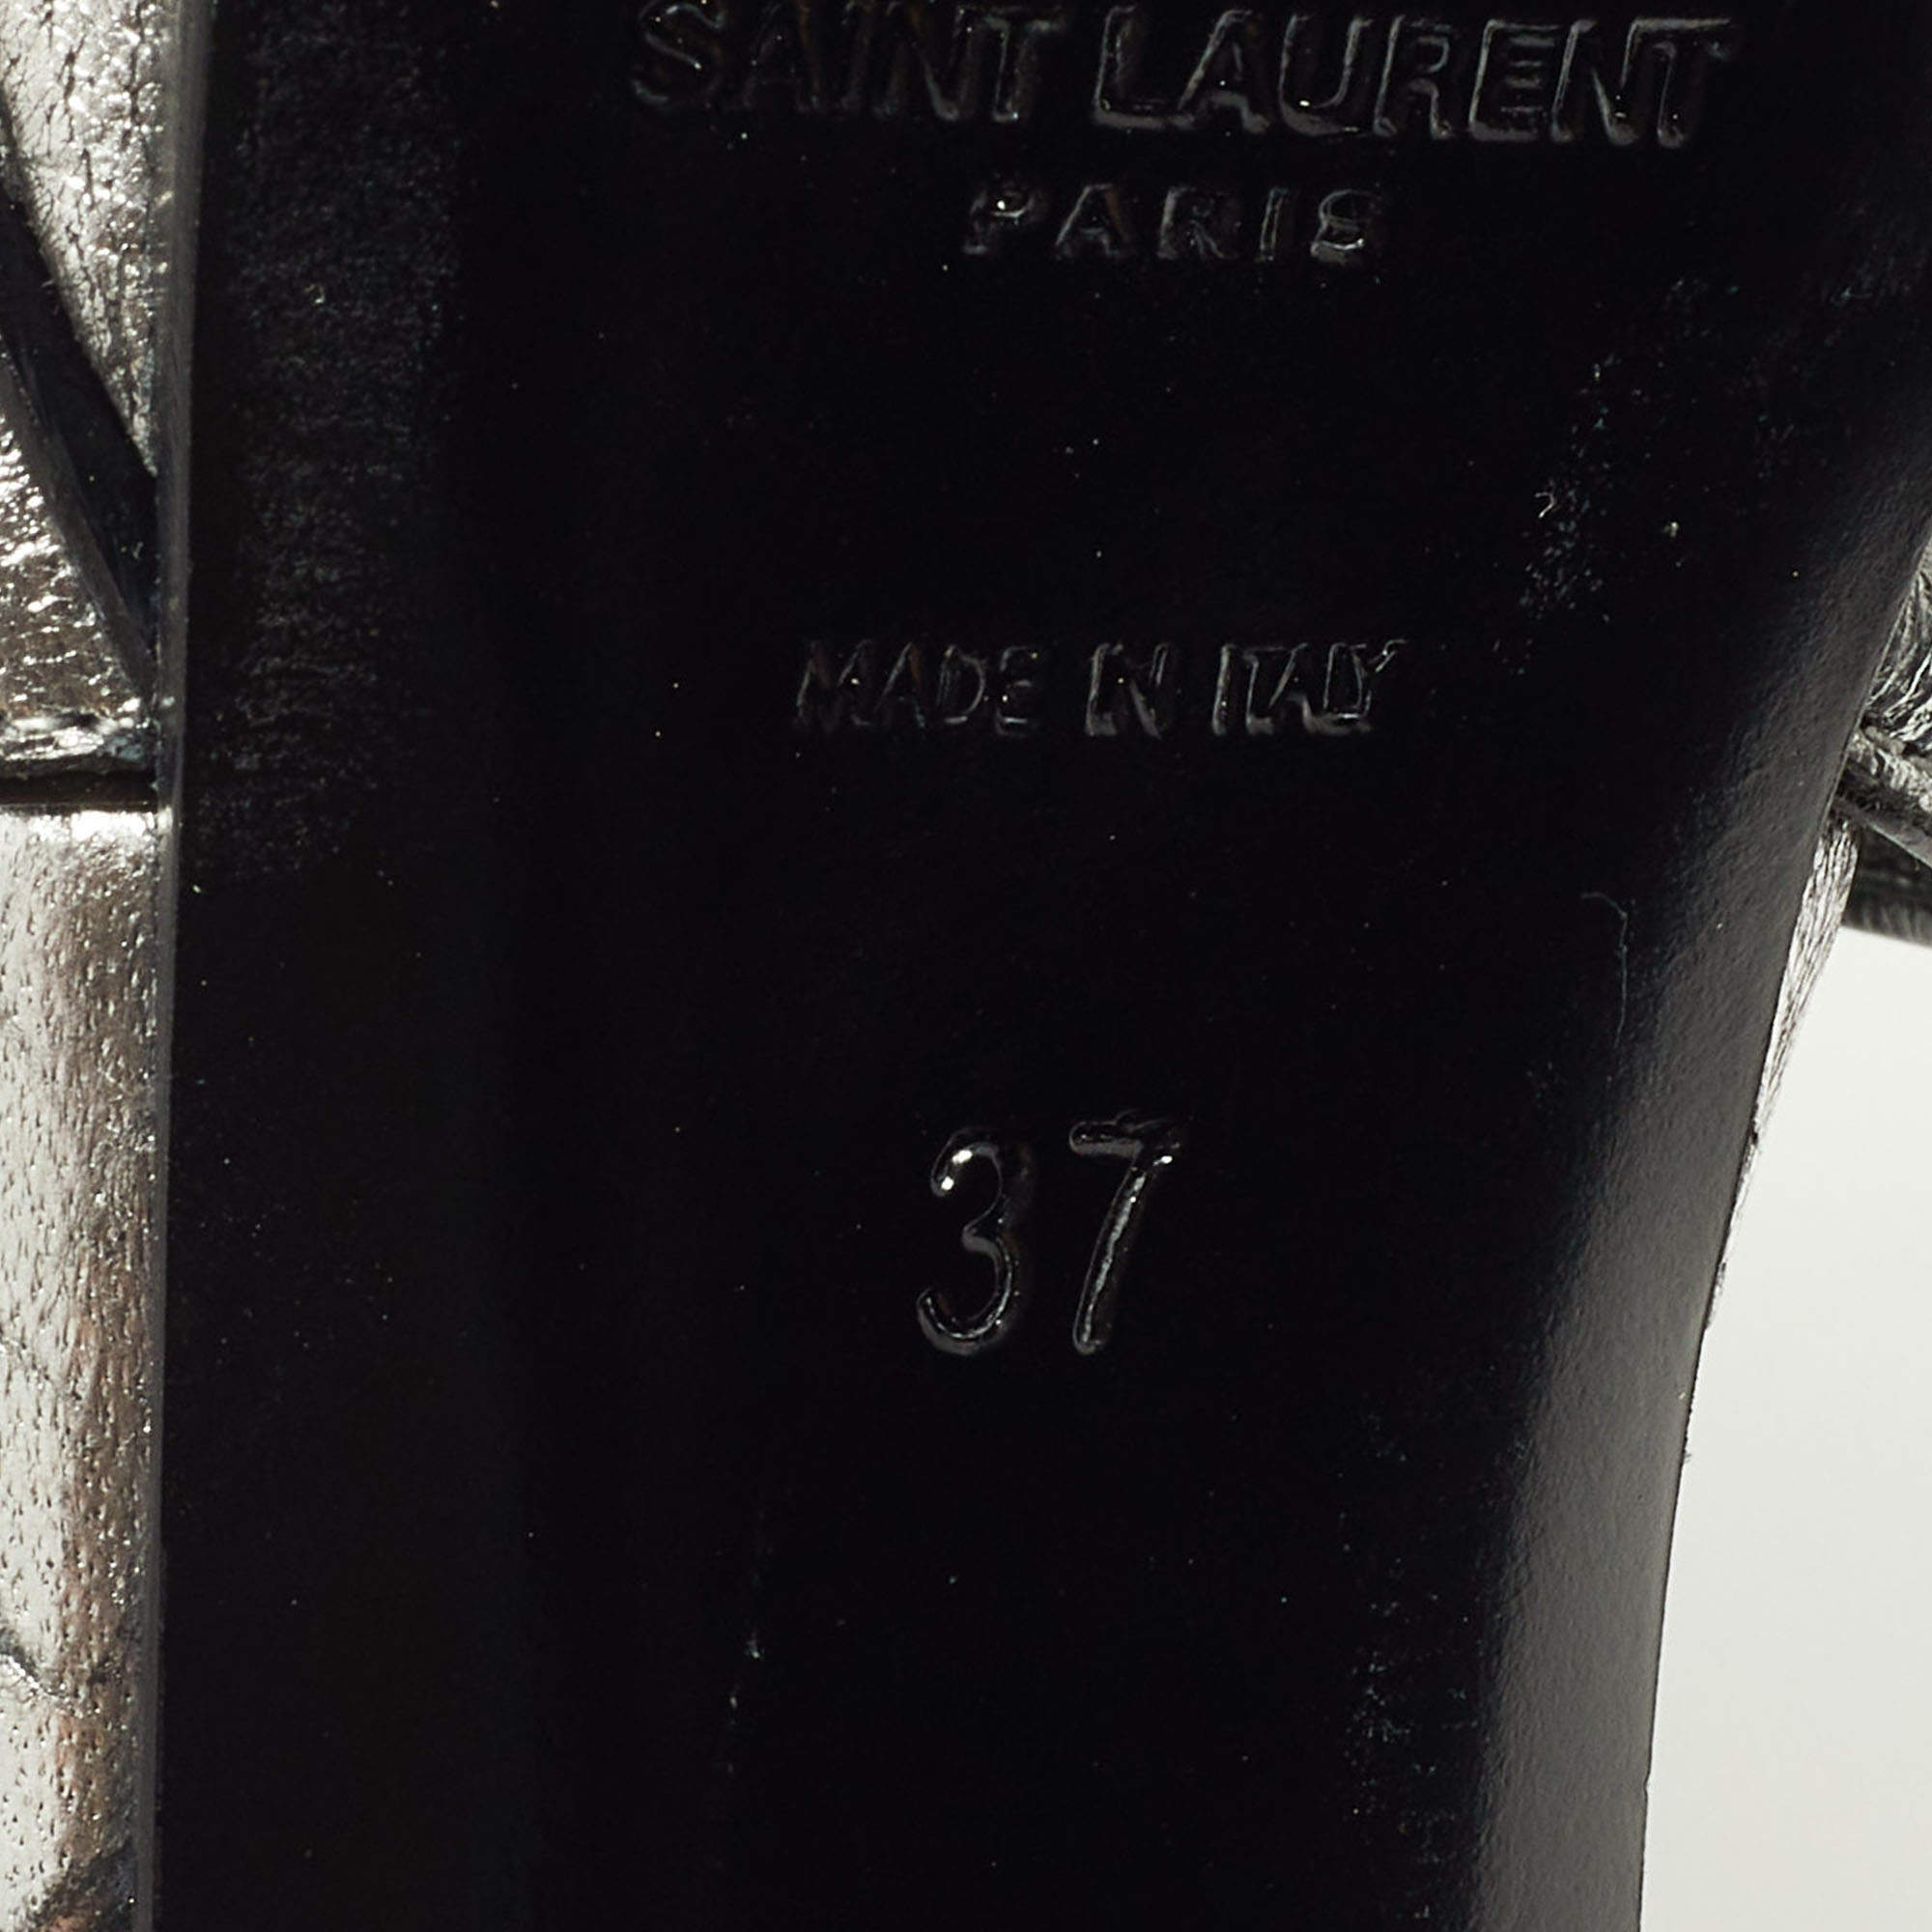 SAINT LAURENT
PARIS
MADE IN ITALY
37